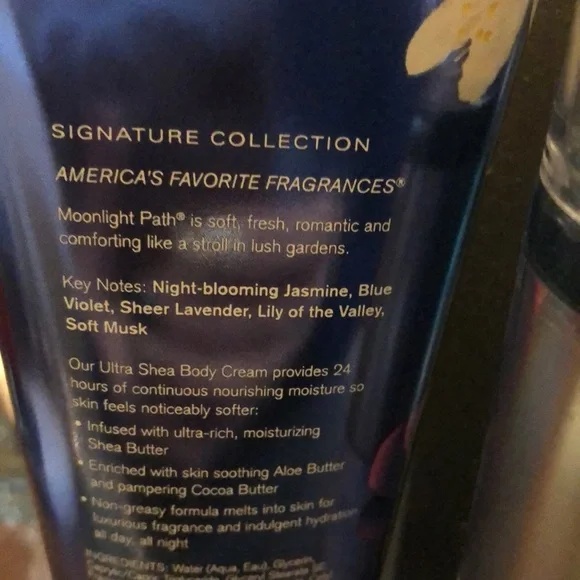 SIGNATURE COLLECTION
AMERICA'S FAVORITE FRAGRANCES®
Moonlight Path® is soft, fresh, romantic and
comforting like a stroll in lush gardens.
Key Notes: Night-blooming Jasmine, Blue
Violet, Sheer Lavender, Lily of the Valley,
Soft Musk
Our Ultra Shea Body Cream provides 24
hours of continuous nourishing moisture so
skin feels noticeably softer:
• Infused with ultra-rich, moisturizing
Shea Butter
• Enriched with skin soothing Aloe Butter
and pampering Cocoa Butter
• Non-greasy formula melts into skin for
luxurious fragrance and indulgent hydration
all day, all night
INGREDIENTS: Water (Aqua, Eau), Glycerin,